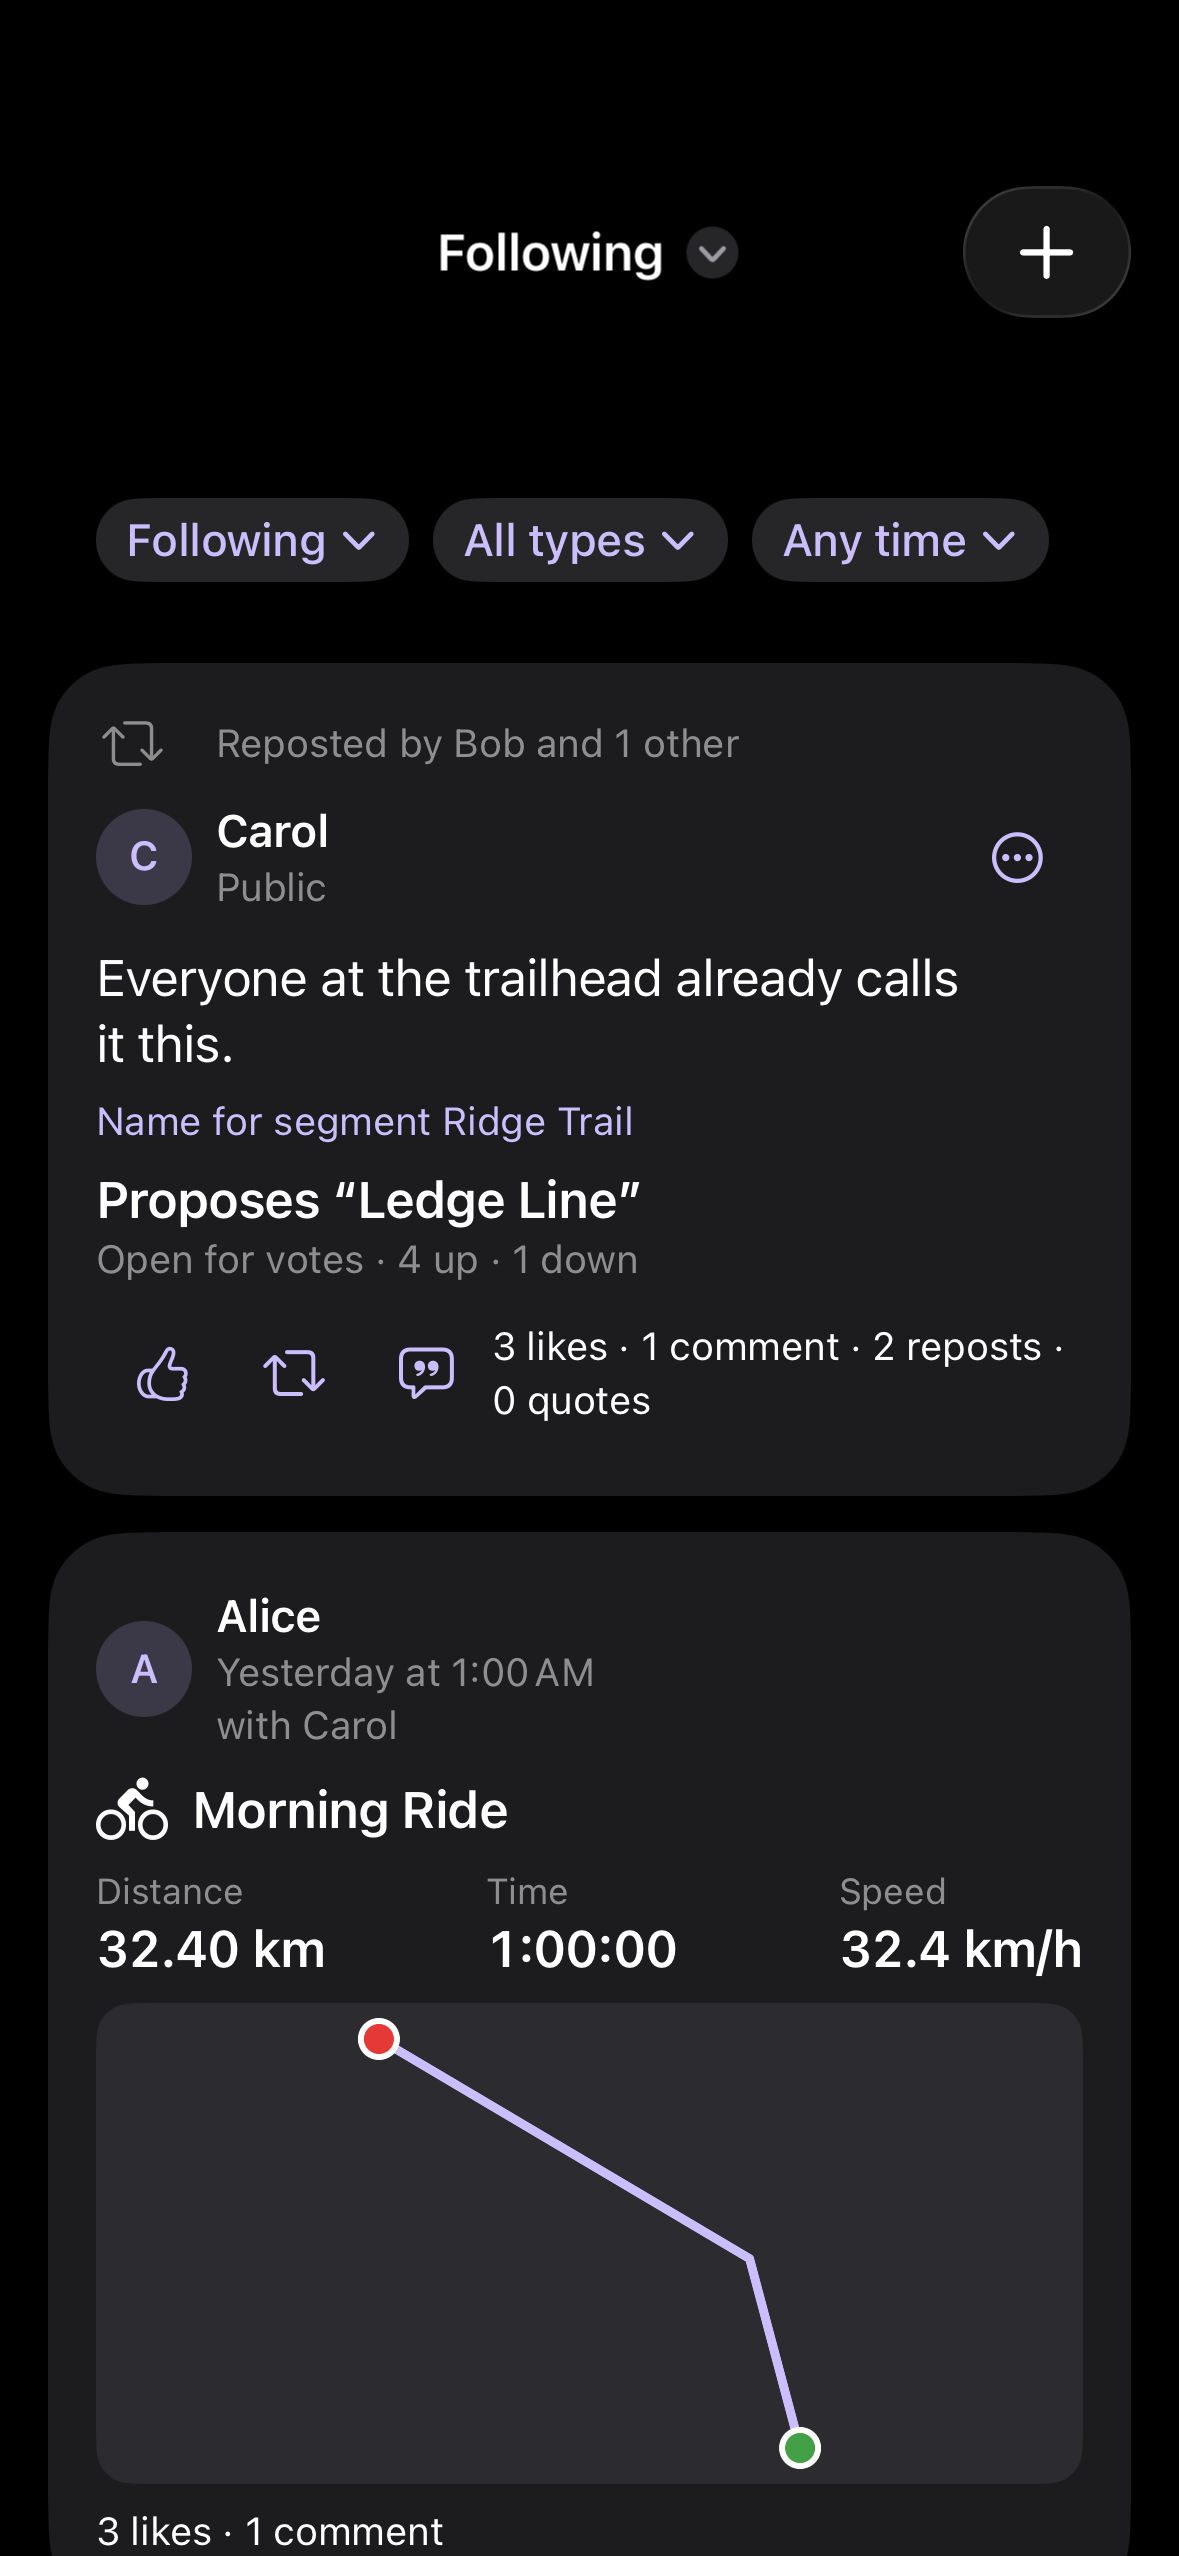 Following
Following
All types
Any time
Reposted by Bob and 1 other
C
Carol
Public
Everyone at the trailhead already calls
it this.
Name for segment Ridge Trail
Proposes “Ledge Line”
Open for votes · 4 up · 1 down
3 likes · 1 comment · 2 reposts ·
0 quotes
A
Alice
Yesterday at 1:00 AM
with Carol
Morning Ride
Distance
Time
Speed
32.40 km
1:00:00
32.4 km/h
3 likes · 1 comment